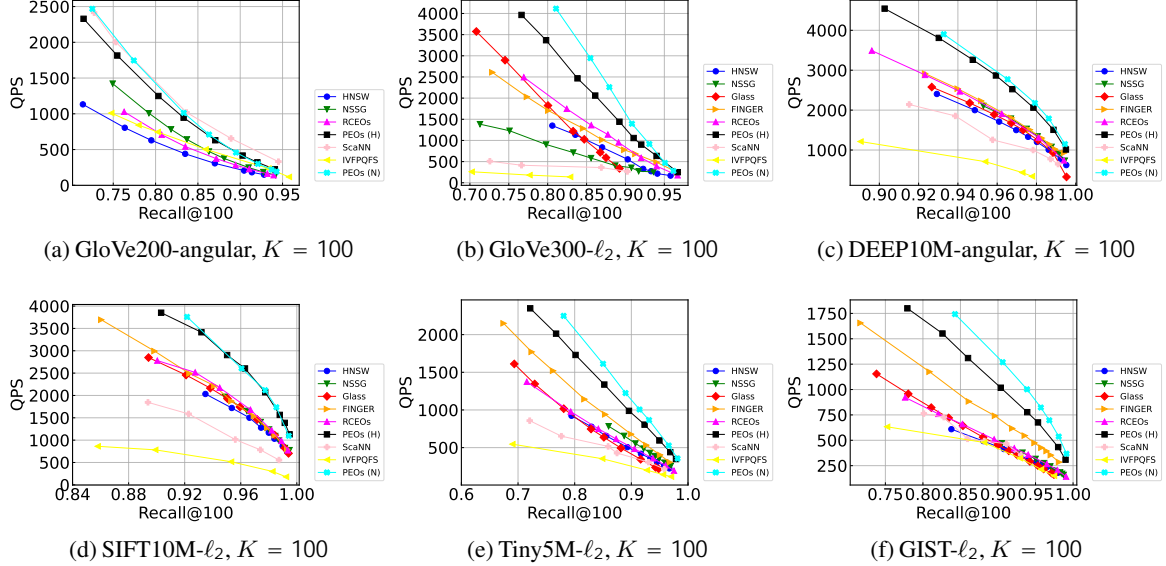 2500
2000
1500
1000
500
0
QPS
0.75 0.80 0.85 0.90 0.95
Recall@100
HNSW
NSSG
RCEOs
PEOs (H)
ScaNN
IVFPQFS
PEOs (N)
(a) GloVe200-angular, K = 100
4000
3500
3000
2500
2000
1500
1000
500
0
QPS
0.70 0.75 0.80 0.85 0.90 0.95
Recall@100
HNSW
NSSG
Glass
FINGER
RCEOs
PEOs (H)
ScaNN
IVFPQFS
PEOs (N)
(b) GloVe300-ℓ2, K = 100
4000
3000
2000
1000
QPS
0.90 0.92 0.94 0.96 0.98 1.00
Recall@100
HNSW
NSSG
Glass
FINGER
RCEOs
PEOs (H)
ScaNN
IVFPQFS
PEOs (N)
(c) DEEP10M-angular, K = 100
4000
3500
3000
2500
2000
1500
1000
500
0
QPS
0.84 0.88 0.92 0.96 1.00
Recall@100
HNSW
NSSG
Glass
FINGER
RCEOs
PEOs (H)
ScaNN
IVFPQFS
PEOs (N)
(d) SIFT10M-ℓ2, K = 100
2000
1500
1000
500
0
QPS
0.6 0.7 0.8 0.9 1.0
Recall@100
HNSW
NSSG
Glass
FINGER
RCEOs
PEOs (H)
ScaNN
IVFPQFS
PEOs (N)
(e) Tiny5M-ℓ2, K = 100
1750
1500
1250
1000
750
500
250
QPS
0.75 0.80 0.85 0.90 0.95 1.00
Recall@100
HNSW
NSSG
Glass
FINGER
RCEOs
PEOs (H)
ScaNN
IVFPQFS
PEOs (N)
(f) GIST-ℓ2, K = 100